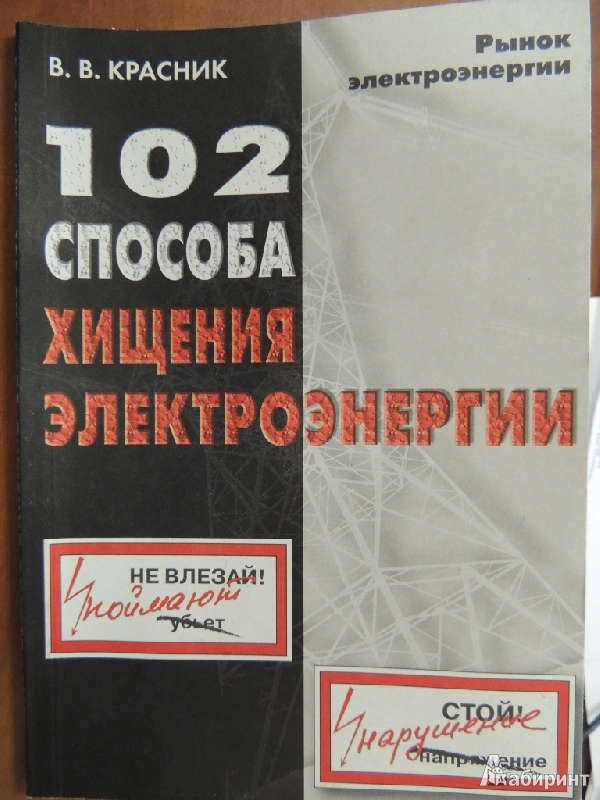 В. В. КРАСНИК
Рынок
электроэнергии
102
СПОСОБА
ХИЩЕНИЯ
ЭЛЕКТРОЭНЕРГИИ
НЕ ВЛЕЗАЙ!
поймают
убьет
СТОЙ!
нарушение
напряжение
Лабиринт